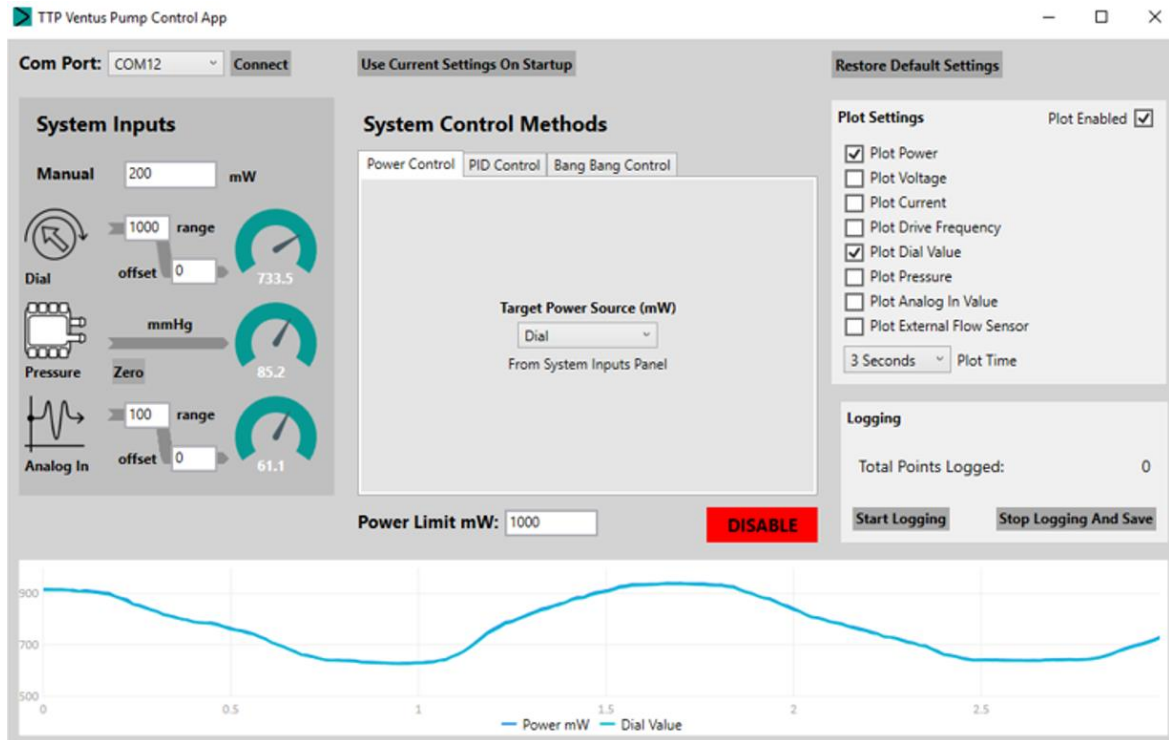 TTP Ventus Pump Control App
Com Port: COM12 Connect
Use Current Settings On Startup
Restore Default Settings
System Inputs
Manual 200 mW
1000 range
offset 0
Dial
733.5
mmHg
Pressure Zero
85.2
100 range
offset 0
Analog In
61.1
System Control Methods
Power Control PID Control Bang Bang Control
Target Power Source (mW)
Dial
From System Inputs Panel
Power Limit mW: 1000
DISABLE
Plot Settings Plot Enabled
Plot Power
Plot Voltage
Plot Current
Plot Drive Frequency
Plot Dial Value
Plot Pressure
Plot Analog In Value
Plot External Flow Sensor
3 Seconds Plot Time
Logging
Total Points Logged: 0
Start Logging Stop Logging And Save
900
700
500
0 0.5 1 1.5 2 2.5
Power mW Dial Value